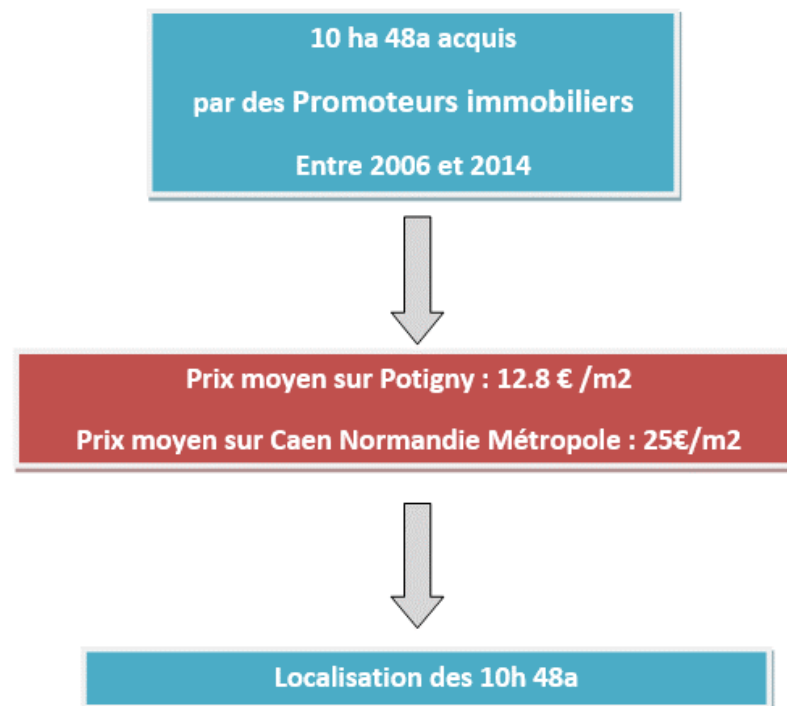 10 ha 48a acquis
par des Promoteurs immobiliers
Entre 2006 et 2014
Prix moyen sur Potigny : 12.8 € /m2
Prix moyen sur Caen Normandie Métropole : 25€/m2
Localisation des 10h 48a